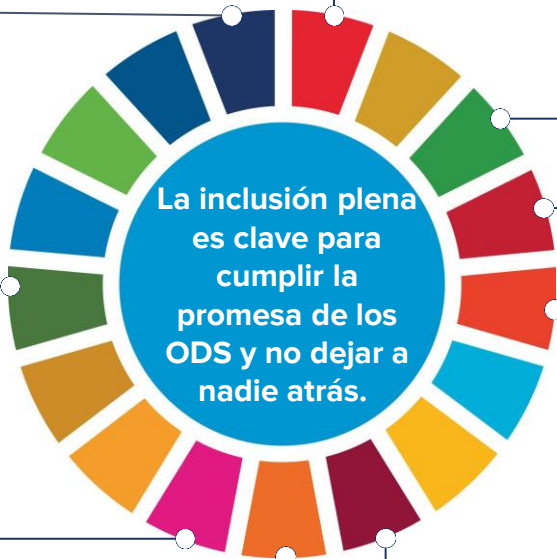 La inclusión plena
es clave para
cumplir la
promesa de los
ODS y no dejar a
nadie atrás.